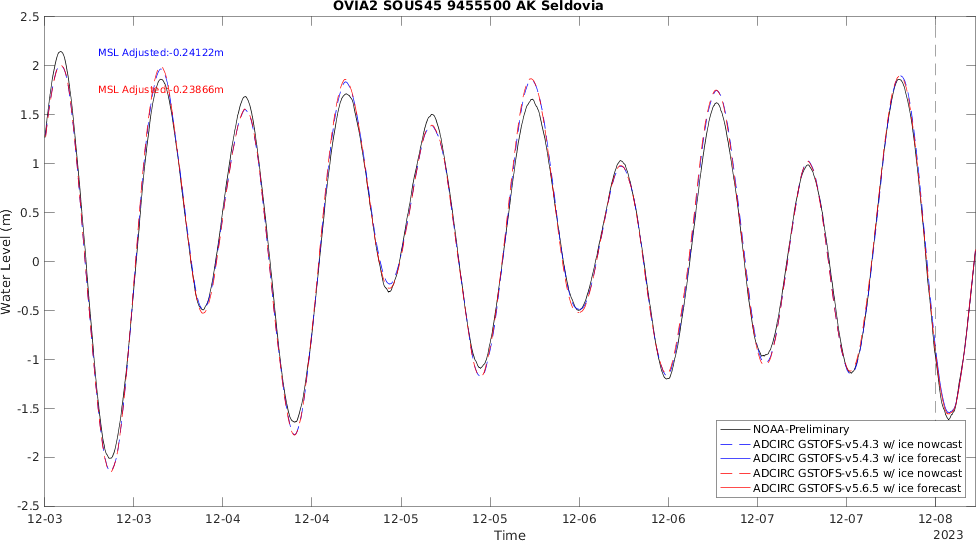 OVIA2 SOUS45 9455500 AK Seldovia
MSL Adjusted:-0.24122m
MSL Adjusted:-0.23866m
Water Level (m)
2.5
2
1.5
1
0.5
0
-0.5
-1
-1.5
-2
-2.5
NOAA-Preliminary
ADCIRC GSTOFS-v5.4.3 w/ ice nowcast
ADCIRC GSTOFS-v5.4.3 w/ ice forecast
ADCIRC GSTOFS-v5.6.5 w/ ice nowcast
ADCIRC GSTOFS-v5.6.5 w/ ice forecast
12-03 12-03 12-04 12-04 12-05 12-05 12-06 12-06 12-07 12-07 12-08
2023
Time